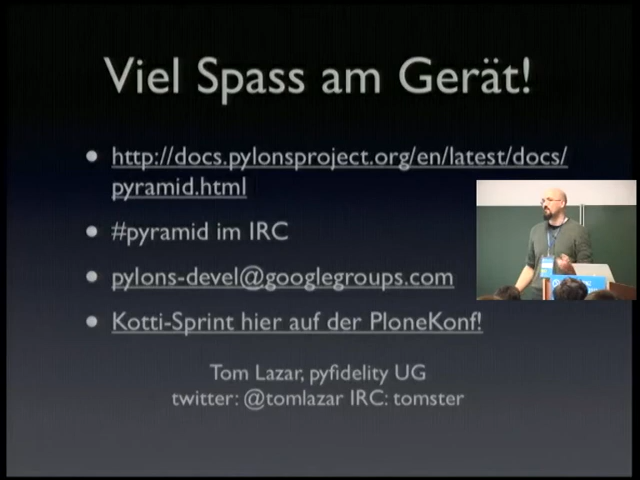 Viel Spass am Gerät!
http://docs.pylonsproject.org/en/latest/docs/
pyramid.html
#pyramid im IRC
pylons-devel@googlegroups.com
Kotti-Sprint hier auf der PloneKonf!
Tom Lazar, pyfidelity UG
twitter: @tomlazar IRC: tomster